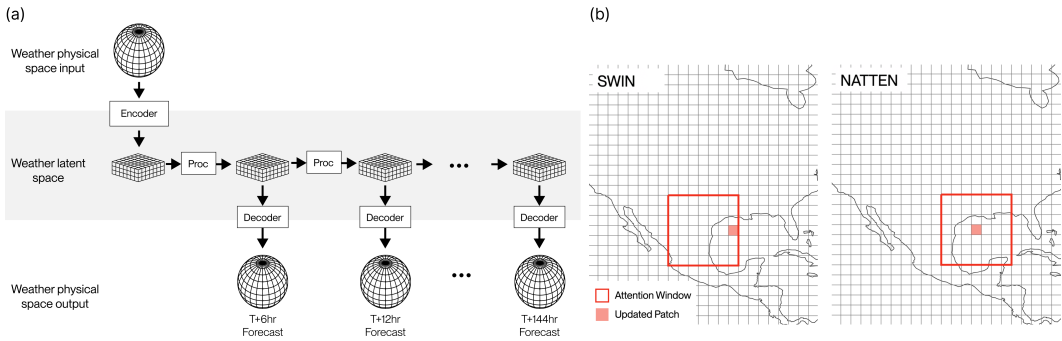 (a)
Weather physical
space input
Encoder
Weather latent
space
Proc
Proc
•••
Decoder
Decoder
Decoder
Weather physical
space output
•••
T+6hr
Forecast
T+12hr
Forecast
T+144hr
Forecast
(b)
SWIN
NATTEN
Attention Window
Updated Patch